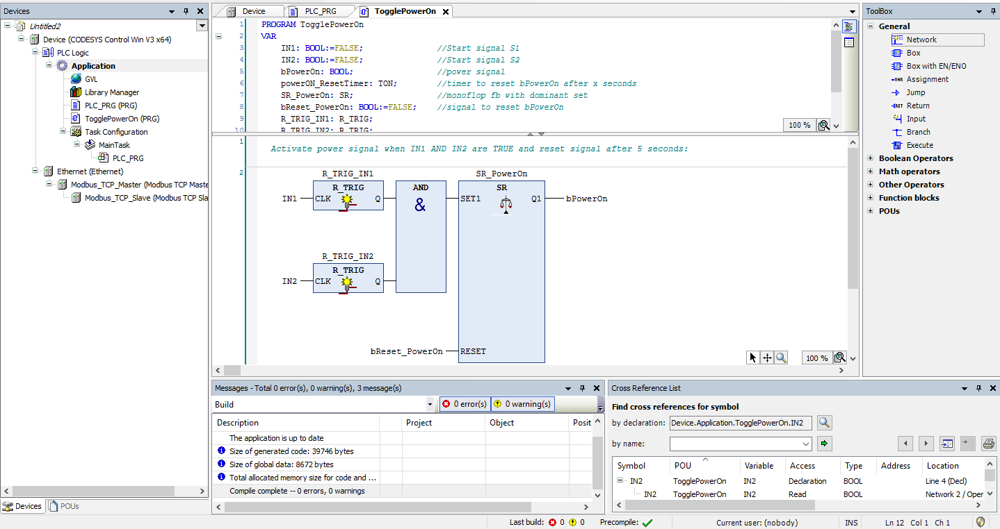 Devices
Untitled2
Device (CODESYS Control Win V3 x64)
PLC Logic
Application
GVL
Library Manager
PLC_PRG (PRG)
TogglePowerOn (PRG)
Task Configuration
MainTask
PLC_PRG
Ethernet (Ethernet)
Modbus_TCP_Master (Modbus TCP Maste
Modbus_TCP_Slave (Modbus TCP Sla
Devices
POUs
Device
PLC_PRG
TogglePowerOn
1 PROGRAM TogglePowerOn
2 VAR
3 IN1: BOOL:=FALSE; //Start signal S1
4 IN2: BOOL:=FALSE; //Start signal S2
5 bPowerOn: BOOL; //power signal
6 powerON_ResetTimer: TON; //timer to reset bPowerOn after x seconds
7 SR_PowerOn: SR; //monoflop fb with dominant set
8 bReset_PowerOn: BOOL:=FALSE; //signal to reset bPowerOn
9 R_TRIG_IN1: R_TRIG;
10 R_TRIG_IN2: R_TRIG;
100 %
1
Activate power signal when IN1 AND IN2 are TRUE and reset signal after 5 seconds:
2
R_TRIG_IN1 SR_PowerOn
R_TRIG AND SR
IN1 CLK Q & SET1 Q1 bPowerOn
R_TRIG_IN2
R_TRIG
IN2 CLK Q
bReset_PowerOn RESET
100 %
ToolBox
General
Network
Box
Box with EN/ENO
-VAR Assignment
Jump
RET Return
Input
Branch
Execute
Boolean Operators
Math operators
Other Operators
Function blocks
POUs
Messages - Total 0 error(s), 0 warning(s), 3 message(s)
Build 0 error(s) 0 warning(s)
Description Project Object Posit
The application is up to date
Size of generated code: 39746 bytes
Size of global data: 8672 bytes
Total allocated memory size for code and ...
Compile complete -- 0 errors, 0 warnings
Cross Reference List
Find cross references for symbol
by declaration: Device.Application.TogglePowerOn.IN2
by name:
Symbol POU Variable Access Type Address Location
IN2 TogglePowerOn IN2 Declaration BOOL Line 4 (Decl)
IN2 TogglePowerOn IN2 Read BOOL Network 2 / Oper
Last build: 0 0 Precompile: Current user: (nobody) INS Ln 12 Col 1 Ch 1